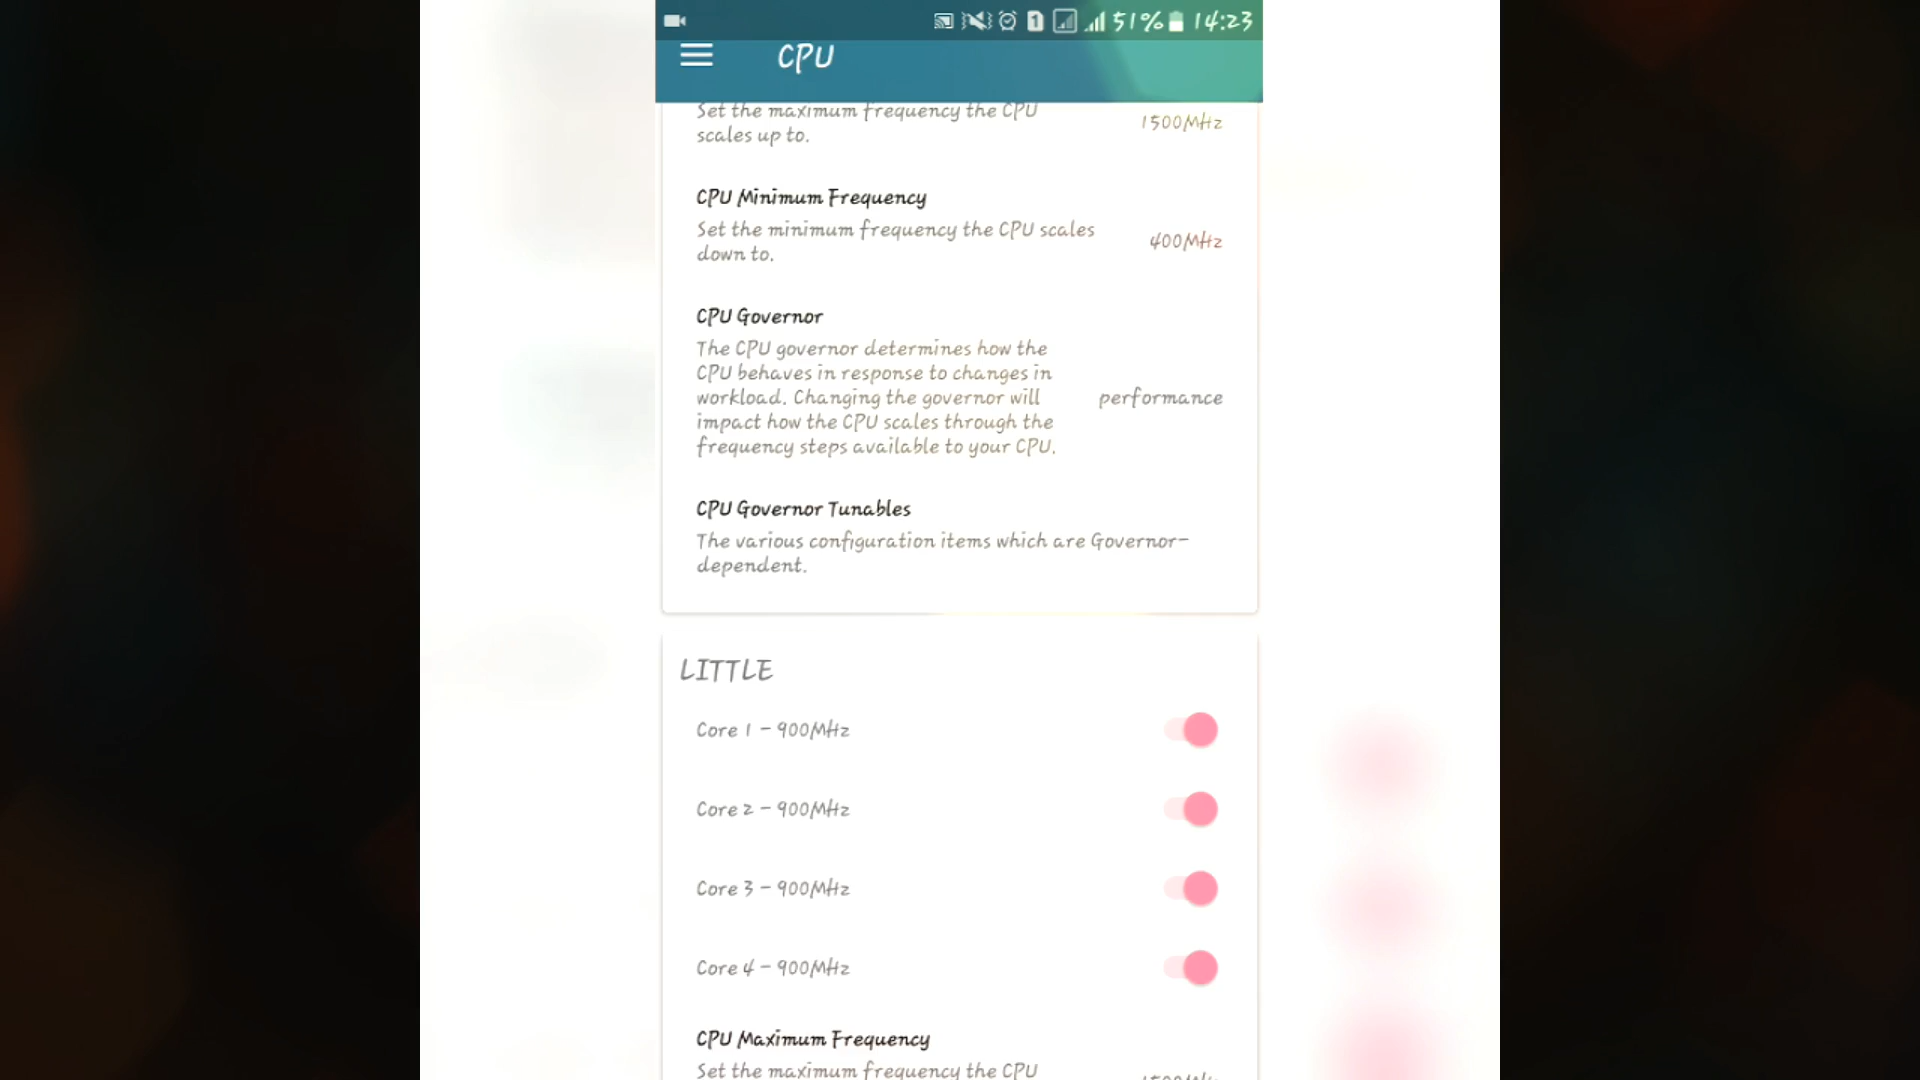 1 51% 14:23
CPU
Set the maximum frequency the CPU
scales up to.
1500MHz
CPU Minimum Frequency
Set the minimum frequency the CPU scales
down to.
400MHz
CPU Governor
The CPU governor determines how the
CPU behaves in response to changes in
workload. Changing the governor will
impact how the CPU scales through the
frequency steps available to your CPU.
performance
CPU Governor Tunables
The various configuration items which are Governor-
dependent.
LITTLE
Core 1 - 900MHz
Core 2 - 900MHz
Core 3 - 900MHz
Core 4 - 900MHz
CPU Maximum Frequency
Set the maximum frequency the CPU